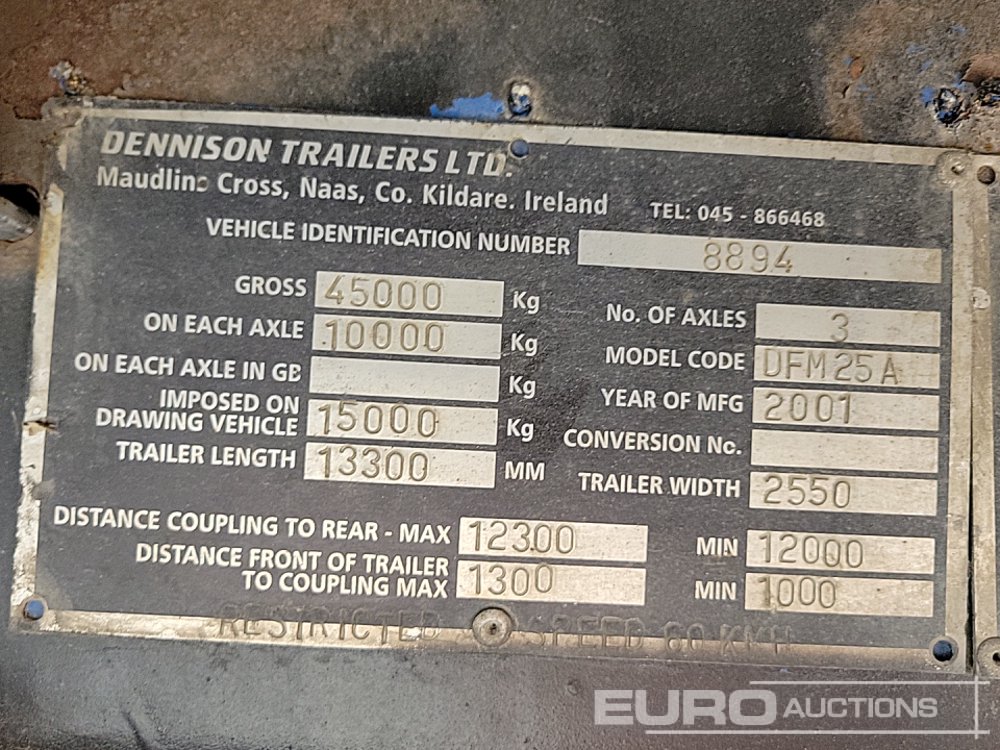 DENNISON TRAILERS LTD.
Maudlins Cross, Naas, Co. Kildare. Ireland TEL: 045 - 866468
VEHICLE IDENTIFICATION NUMBER 8894
GROSS 45000 Kg No. OF AXLES 3
ON EACH AXLE 10000 Kg MODEL CODE DFM25A
ON EACH AXLE IN GB Kg YEAR OF MFG 2001
IMPOSED ON
DRAWING VEHICLE 15000 Kg CONVERSION No.
TRAILER LENGTH 13300 MM TRAILER WIDTH 2550
DISTANCE COUPLING TO REAR - MAX 12300 MIN 12000
DISTANCE FRONT OF TRAILER
TO COUPLING MAX 1300 MIN 1000
RESTRICTED SPEED 80 KKH
EURO AUCTIONS